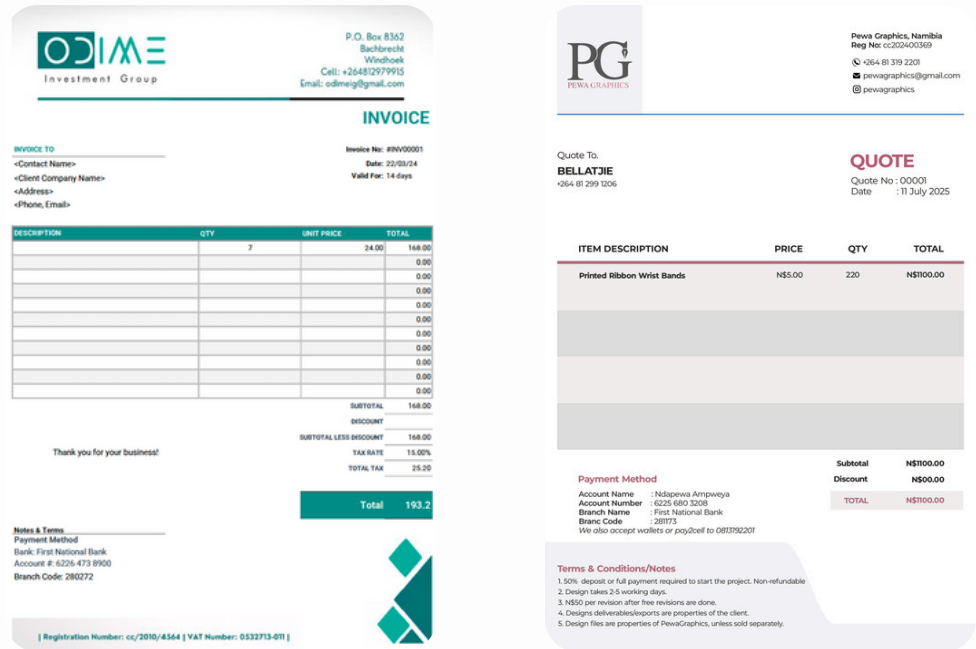 ODIME
Investment Group
P.O. Box 8362
Bachbrecht
Windhoek
Cell: +264812979915
Email: odimeig@gmail.com
INVOICE
INVOICE TO
<Contact Name>
<Client Company Name>
<Address>
<Phone, Email>
Invoice No: #INV00001
Date: 22/03/24
Valid For: 14 days
DESCRIPTION QTY UNIT PRICE TOTAL
7 24.00 168.00
0.00
0.00
0.00
0.00
0.00
0.00
0.00
0.00
0.00
0.00
SUBTOTAL 168.00
DISCOUNT
SUBTOTAL LESS DISCOUNT 168.00
TAX RATE 15.00%
TOTAL TAX 25.20
Thank you for your business!
Total 193.2
Notes & Terms
Payment Method
Bank: First National Bank
Account #: 6226 473 8900
Branch Code: 280272
| Registration Number: cc/2010/4564 | VAT Number: 0532713-011 |
PG
PEWA GRAPHICS
Pewa Graphics, Namibia
Reg No: cc202400369
+264 81 319 2201
pewagraphics@gmail.com
pewagraphics
Quote To.
BELLATJIE
+264 81 299 1206
QUOTE
Quote No : 00001
Date : 11 July 2025
ITEM DESCRIPTION PRICE QTY TOTAL
Printed Ribbon Wrist Bands N$5.00 220 N$1100.00
Subtotal N$1100.00
Discount N$00.00
TOTAL N$1100.00
Payment Method
Account Name : Ndapewa Ampweya
Account Number : 6225 680 3208
Branch Name : First National Bank
Branc Code : 281173
We also accept wallets or pay2cell to 0813192201
Terms & Conditions/Notes
1. 50% deposit or full payment required to start the project. Non-refundable
2. Design takes 2-5 working days.
3. N$50 per revision after free revisions are done.
4. Designs deliverables/exports are properties of the client.
5. Design files are properties of PewaGraphics, unless sold separately.